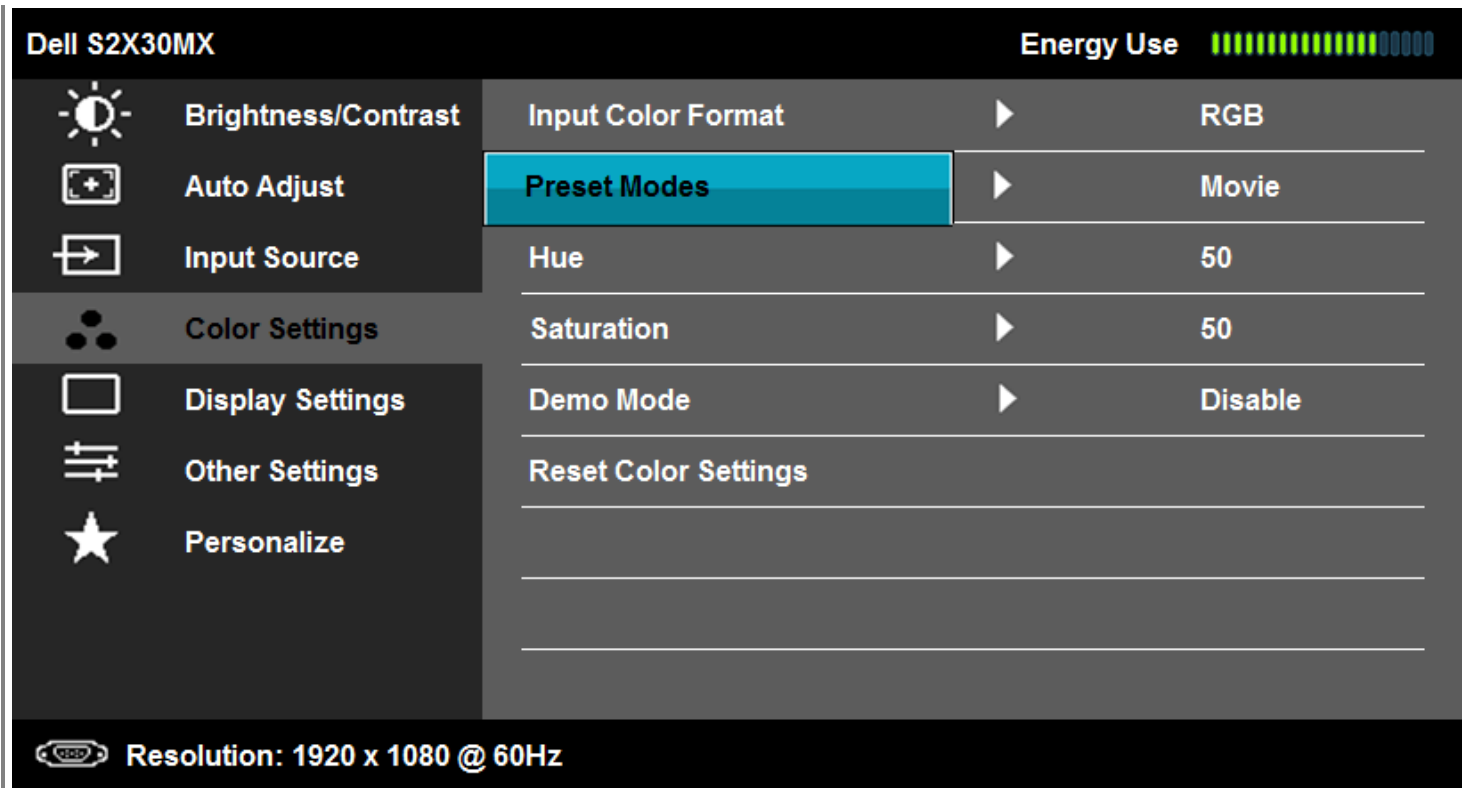 Dell S2X30MX Energy Use
Brightness/Contrast Input Color Format RGB
Auto Adjust Preset Modes Movie
Input Source Hue 50
Color Settings Saturation 50
Display Settings Demo Mode Disable
Other Settings Reset Color Settings
Personalize
Resolution: 1920 x 1080 @ 60Hz